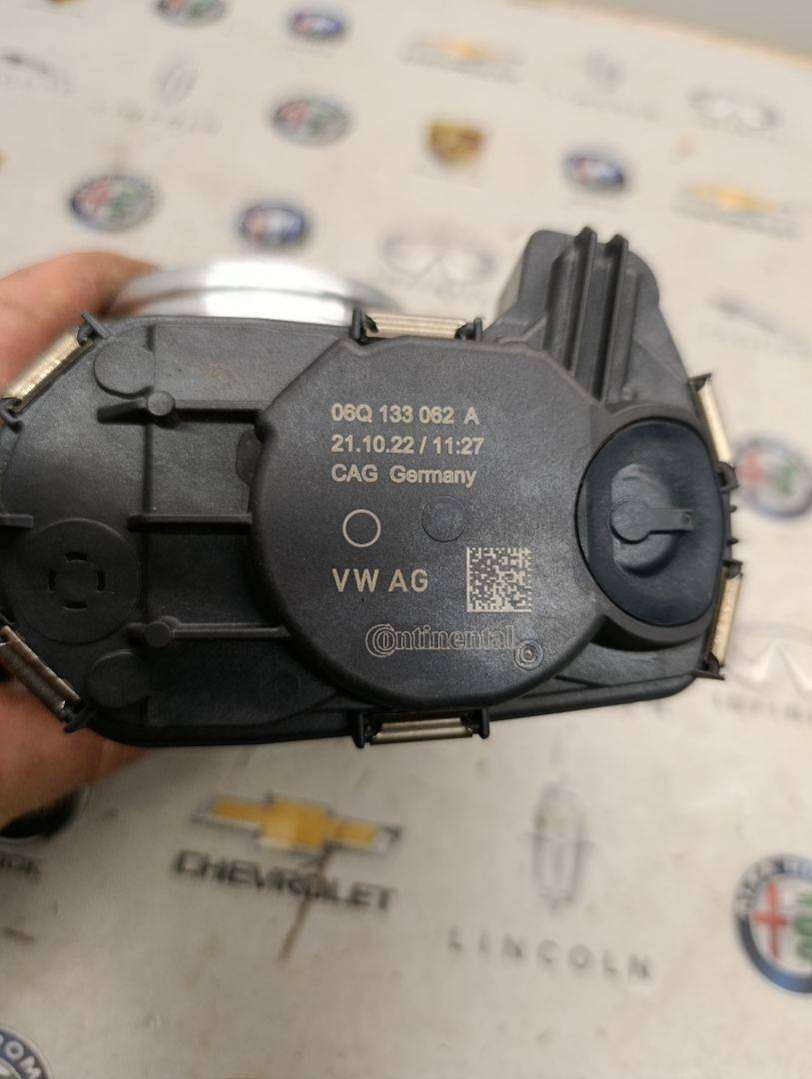 06Q 133 062 A
21.10.22 / 11:27
CAG Germany
VW AG
Continental
CHEVROLET
LINCOLN